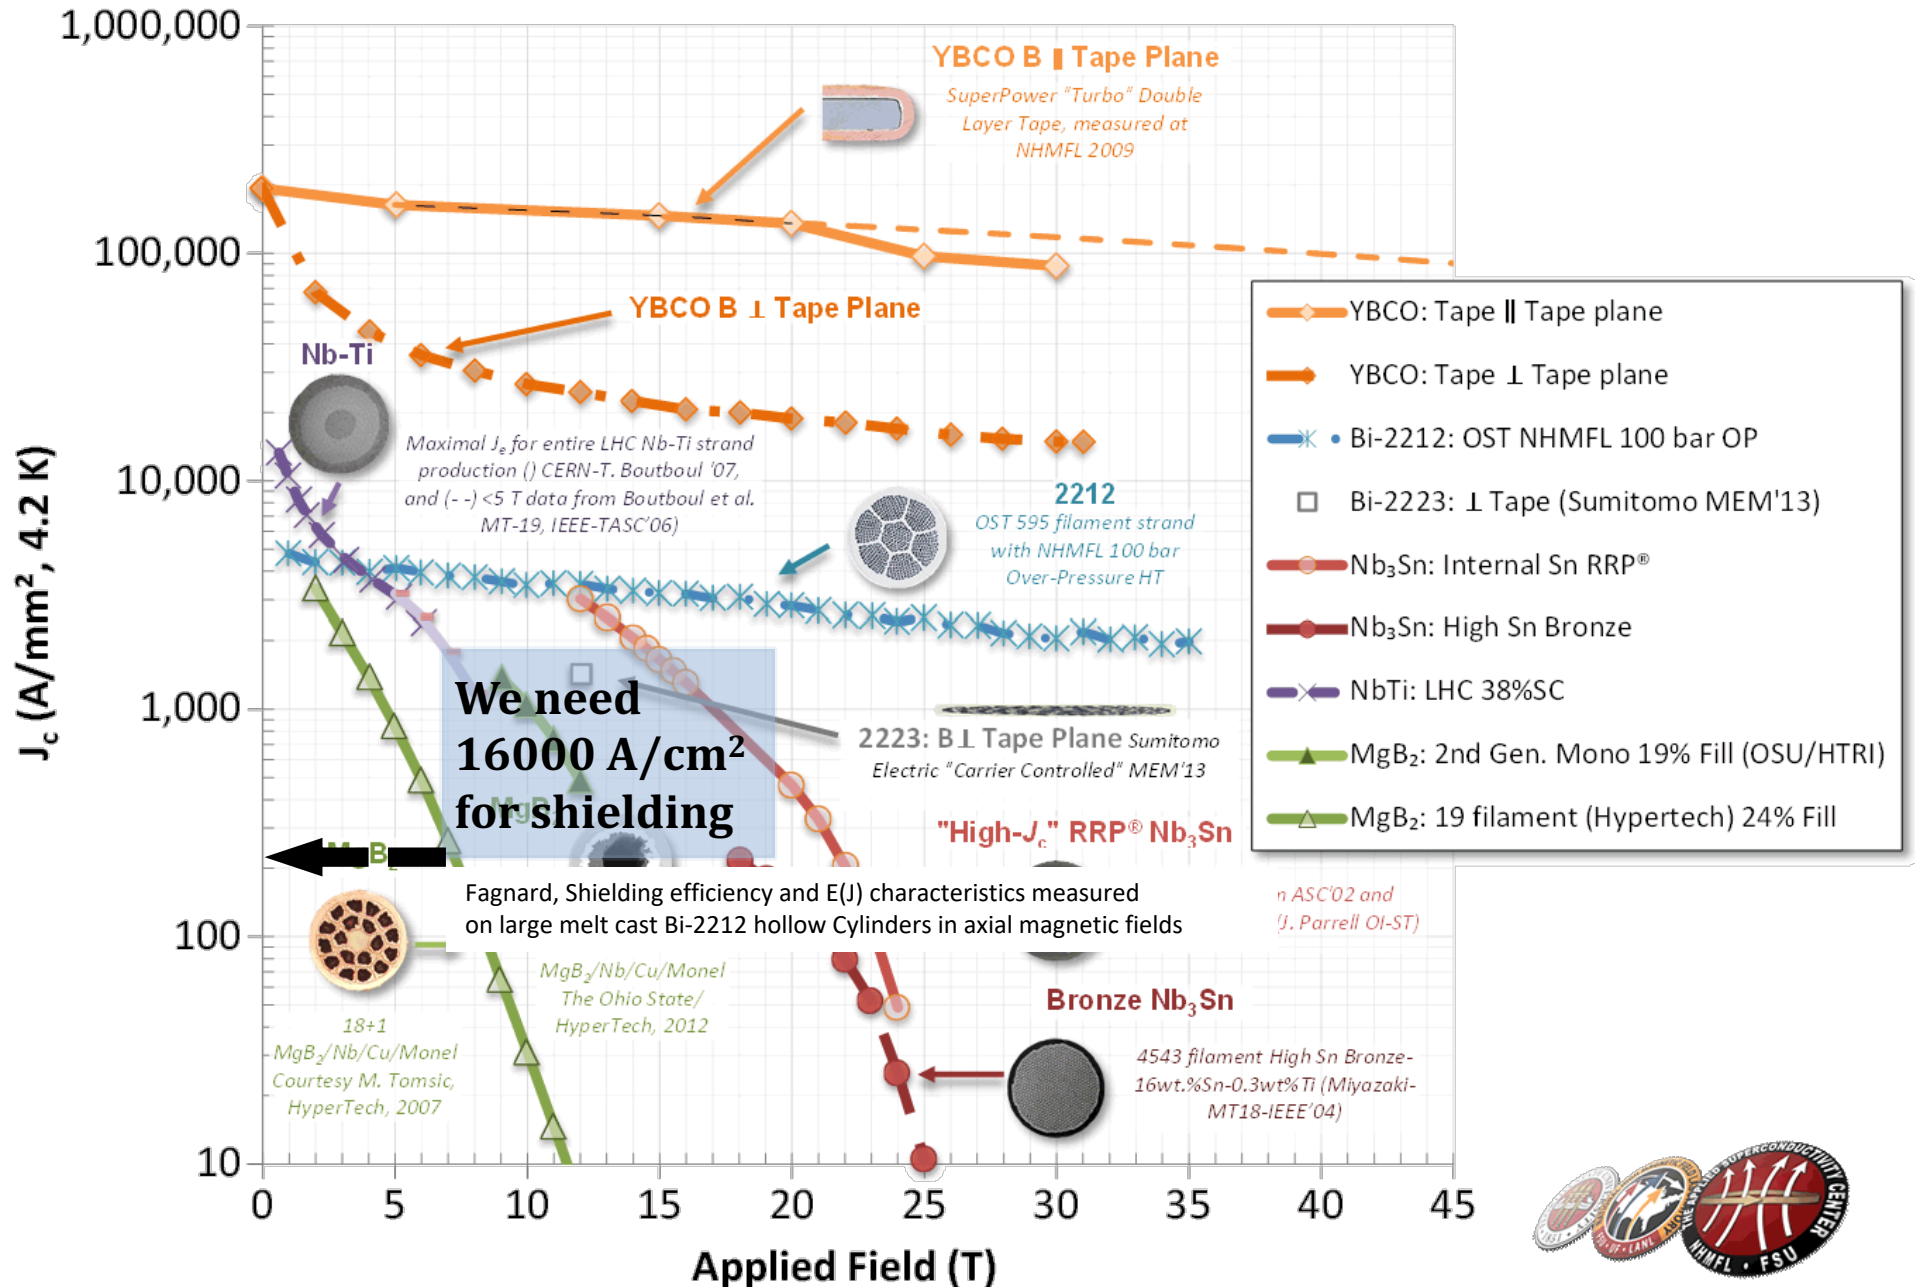 1,000,000
100,000
10,000
1,000
100
10
Jc (A/mm², 4.2 K)
0 5 10 15 20 25 30 35 40 45
Applied Field (T)
YBCO B ∥ Tape Plane
SuperPower "Turbo" Double
Layer Tape, measured at
NHMFL 2009
YBCO B ⊥ Tape Plane
Nb-Ti
Maximal Je for entire LHC Nb-Ti strand
production () CERN-T. Boutboul '07,
and (- -) <5 T data from Boutboul et al.
MT-19, IEEE-TASC'06)
2212
OST 595 filament strand
with NHMFL 100 bar
Over-Pressure HT
YBCO: Tape ∥ Tape plane
YBCO: Tape ⊥ Tape plane
Bi-2212: OST NHMFL 100 bar OP
Bi-2223: ⊥ Tape (Sumitomo MEM'13)
Nb₃Sn: Internal Sn RRP®
Nb₃Sn: High Sn Bronze
NbTi: LHC 38%SC
MgB₂: 2nd Gen. Mono 19% Fill (OSU/HTRI)
MgB₂: 19 filament (Hypertech) 24% Fill
We need
16000 A/cm²
for shielding
2223: B⊥ Tape Plane Sumitomo
Electric "Carrier Controlled" MEM'13
"High-Jc" RRP® Nb₃Sn
Fagnard, Shielding efficiency and E(J) characteristics measured
on large melt cast Bi-2212 hollow Cylinders in axial magnetic fields
ASC'02 and
(J. Parrell OI-ST)
MgB₂/Nb/Cu/Monel
The Ohio State/
HyperTech, 2012
18+1
MgB₂/Nb/Cu/Monel
Courtesy M. Tomsic,
HyperTech, 2007
Bronze Nb₃Sn
4543 filament High Sn Bronze-
16wt.%Sn-0.3wt%Ti (Miyazaki-
MT18-IEEE'04)
THE APPLIED SUPERCONDUCTIVITY CENTER
NHMFL • FSU